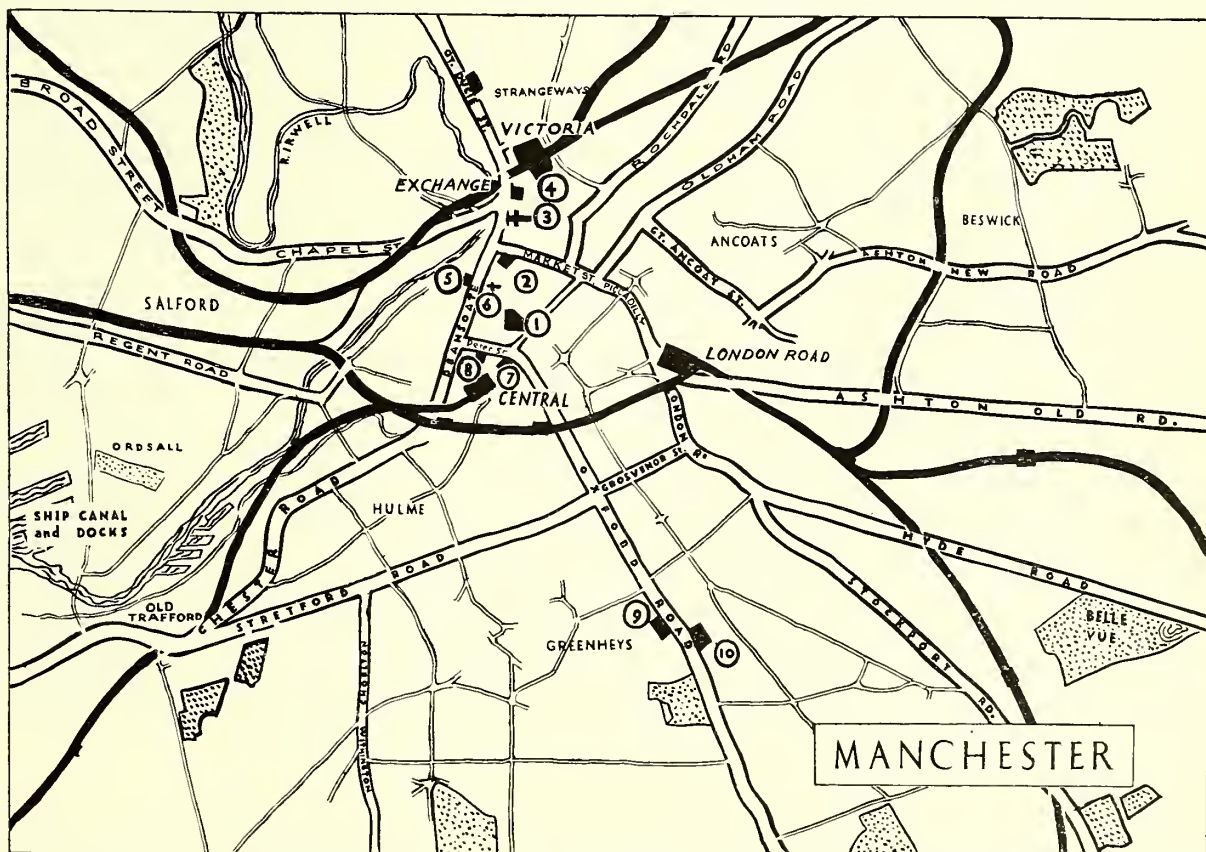 BROAD STREET
R. IRWELL
GT. DUCIE ST.
STRANGEWAYS
VICTORIA
EXCHANGE
4
3
ROCHDALE RD
OLDHAM ROAD
CHAPEL ST.
MARKET ST. PICCADILLY
GT. ANCOAT ST.
ANCOATS
BESWICK
ASHTON NEW ROAD
SALFORD
5
2
6
1
DEANSGATE
Peter St
8
7
CENTRAL
LONDON ROAD
REGENT ROAD
ASHTON OLD RD.
ORDSALL
SHIP CANAL
and DOCKS
HULME
GROSVENOR ST.
LONDON R.
CHESTER ROAD
STRETFORD ROAD
OLD
TRAFFORD
OXFORD ROAD
HYDE ROAD
STOCKPORT RD.
BELLE
VUE
GREENHEYS
9
10
MANCHESTER